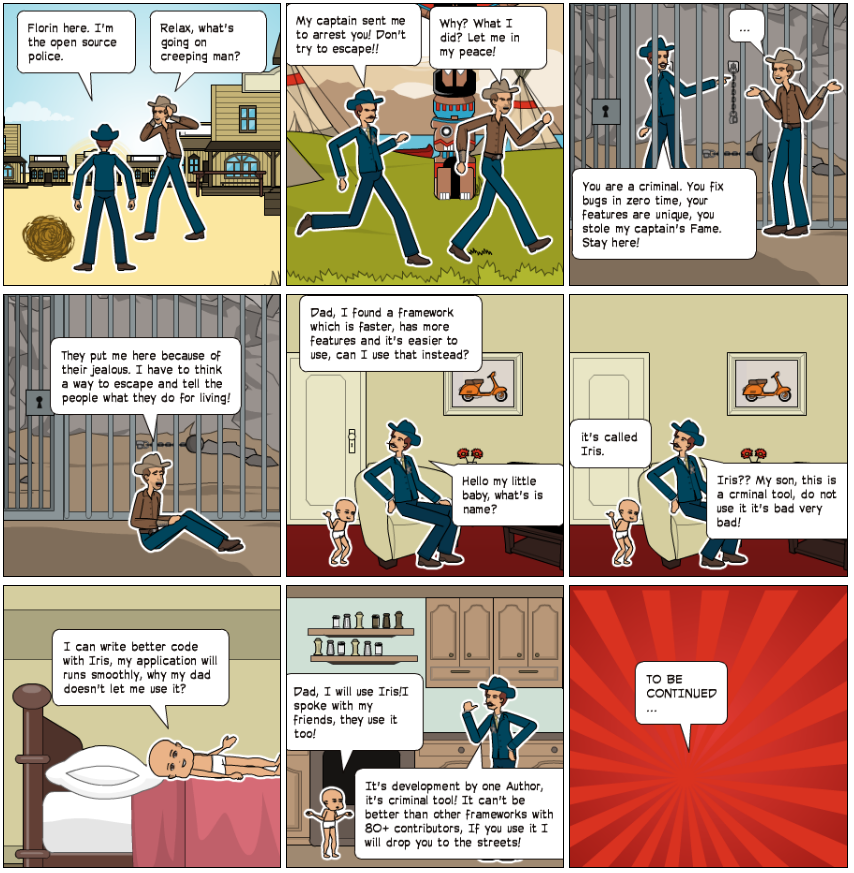 Florin here. I'm
the open source
police.
Relax, what's
going on
creeping man?
My captain sent me
to arrest you! Don't
try to escape!!
Why? What I
did? Let me in
my peace!
...
You are a criminal. You fix
bugs in zero time, your
features are unique, you
stole my captain's Fame.
Stay here!
They put me here because of
their jealous. I have to think
a way to escape and tell the
people what they do for living!
Dad, I found a framework
which is faster, has more
features and it's easier to
use, can I use that instead?
Hello my little
baby, what's is
name?
it's called
Iris.
Iris?? My son, this is
a crminal tool, do not
use it it's bad very
bad!
I can write better code
with Iris, my application will
runs smoothly, why my dad
doesn't let me use it?
Dad, I will use Iris!I
spoke with my
friends, they use it
too!
It's development by one Author,
it's criminal tool! It can't be
better than other frameworks with
80+ contributors, If you use it I
will drop you to the streets!
TO BE
CONTINUED
...